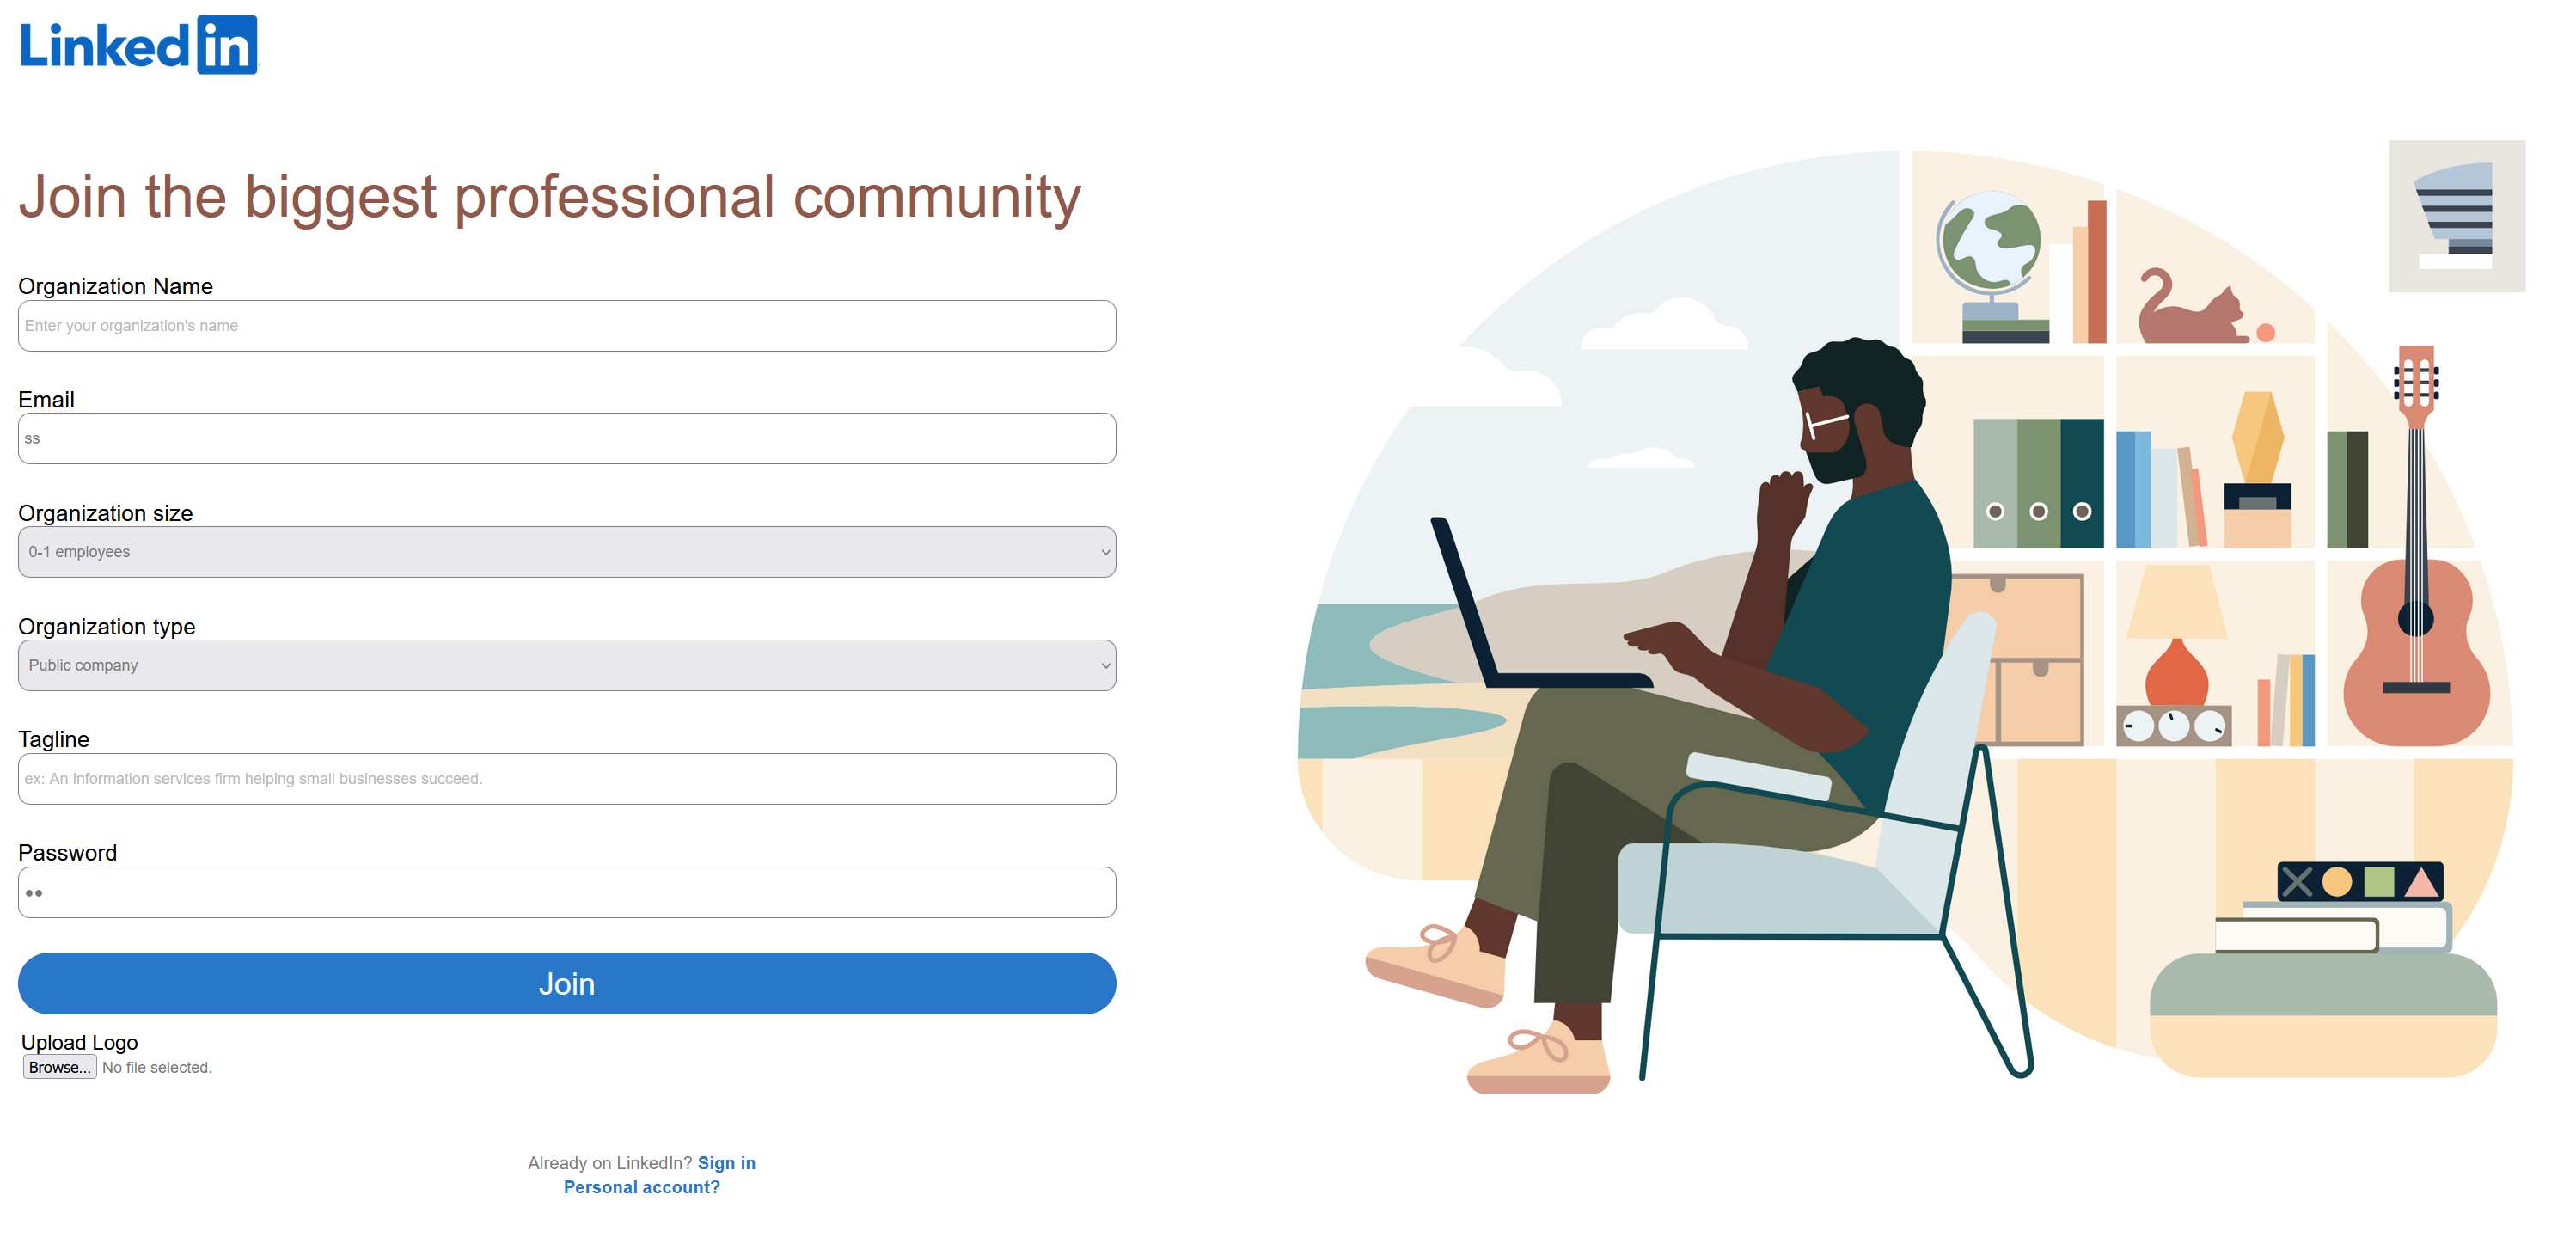 Linkedin
Join the biggest professional community
Organization Name
Enter your organization's name
Email
ss
Organization size
0-1 employees
Organization type
Public company
Tagline
ex: An information services firm helping small businesses succeed.
Password
••
Join
Upload Logo
Browse... No file selected.
Already on LinkedIn? Sign in
Personal account?